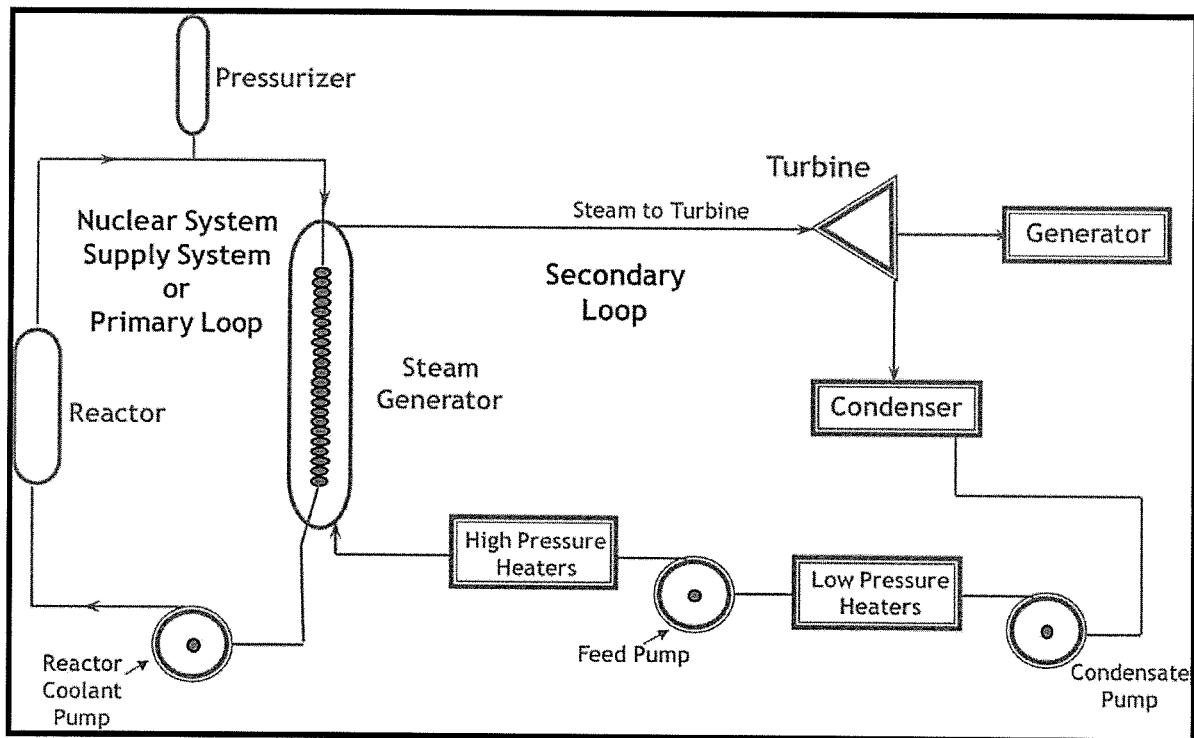 Pressurizer
Turbine
Nuclear System
Supply System
or
Primary Loop
Steam to Turbine
Generator
Secondary
Loop
Steam
Generator
Reactor
Condenser
High Pressure
Heaters
Low Pressure
Heaters
Feed Pump
Reactor
Coolant
Pump
Condensate
Pump